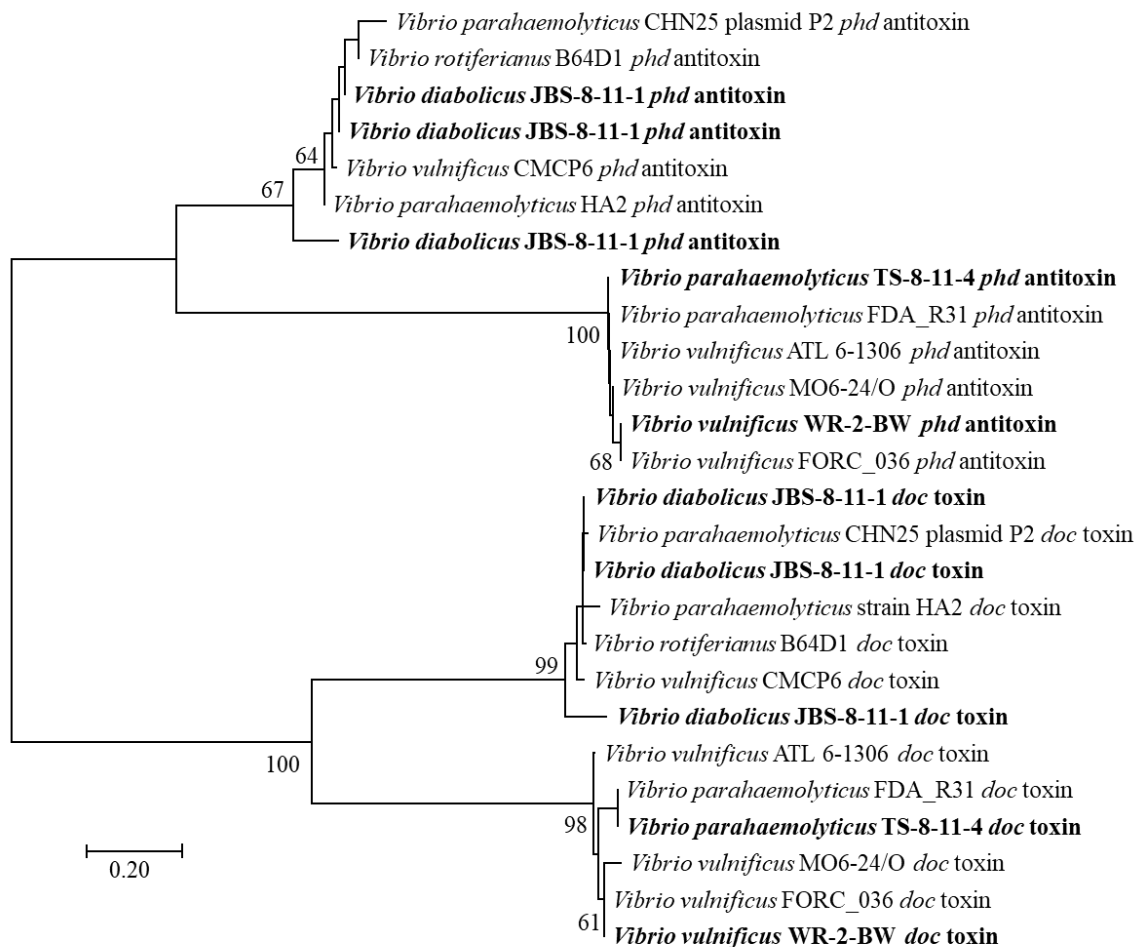 Vibrio parahaemolyticus CHN25 plasmid P2 phd antitoxin
Vibrio rotiferianus B64D1 phd antitoxin
Vibrio diabolicus JBS-8-11-1 phd antitoxin
Vibrio diabolicus JBS-8-11-1 phd antitoxin
64
Vibrio vulnificus CMCP6 phd antitoxin
67
Vibrio parahaemolyticus HA2 phd antitoxin
Vibrio diabolicus JBS-8-11-1 phd antitoxin
Vibrio parahaemolyticus TS-8-11-4 phd antitoxin
Vibrio parahaemolyticus FDA_R31 phd antitoxin
100
Vibrio vulnificus ATL 6-1306 phd antitoxin
Vibrio vulnificus MO6-24/O phd antitoxin
Vibrio vulnificus WR-2-BW phd antitoxin
68
Vibrio vulnificus FORC_036 phd antitoxin
Vibrio diabolicus JBS-8-11-1 doc toxin
Vibrio parahaemolyticus CHN25 plasmid P2 doc toxin
Vibrio diabolicus JBS-8-11-1 doc toxin
Vibrio parahaemolyticus strain HA2 doc toxin
Vibrio rotiferianus B64D1 doc toxin
99
Vibrio vulnificus CMCP6 doc toxin
Vibrio diabolicus JBS-8-11-1 doc toxin
100
Vibrio vulnificus ATL 6-1306 doc toxin
Vibrio parahaemolyticus FDA_R31 doc toxin
98
Vibrio parahaemolyticus TS-8-11-4 doc toxin
Vibrio vulnificus MO6-24/O doc toxin
0.20
Vibrio vulnificus FORC_036 doc toxin
61
Vibrio vulnificus WR-2-BW doc toxin